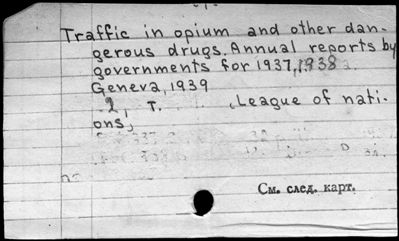 Traffic in opium and other dan-
gerous drugs. Annual reports by
governments for 1937, 1938
Geneva, 1939
2, T. League of nati-
ons,
См. след. карт.